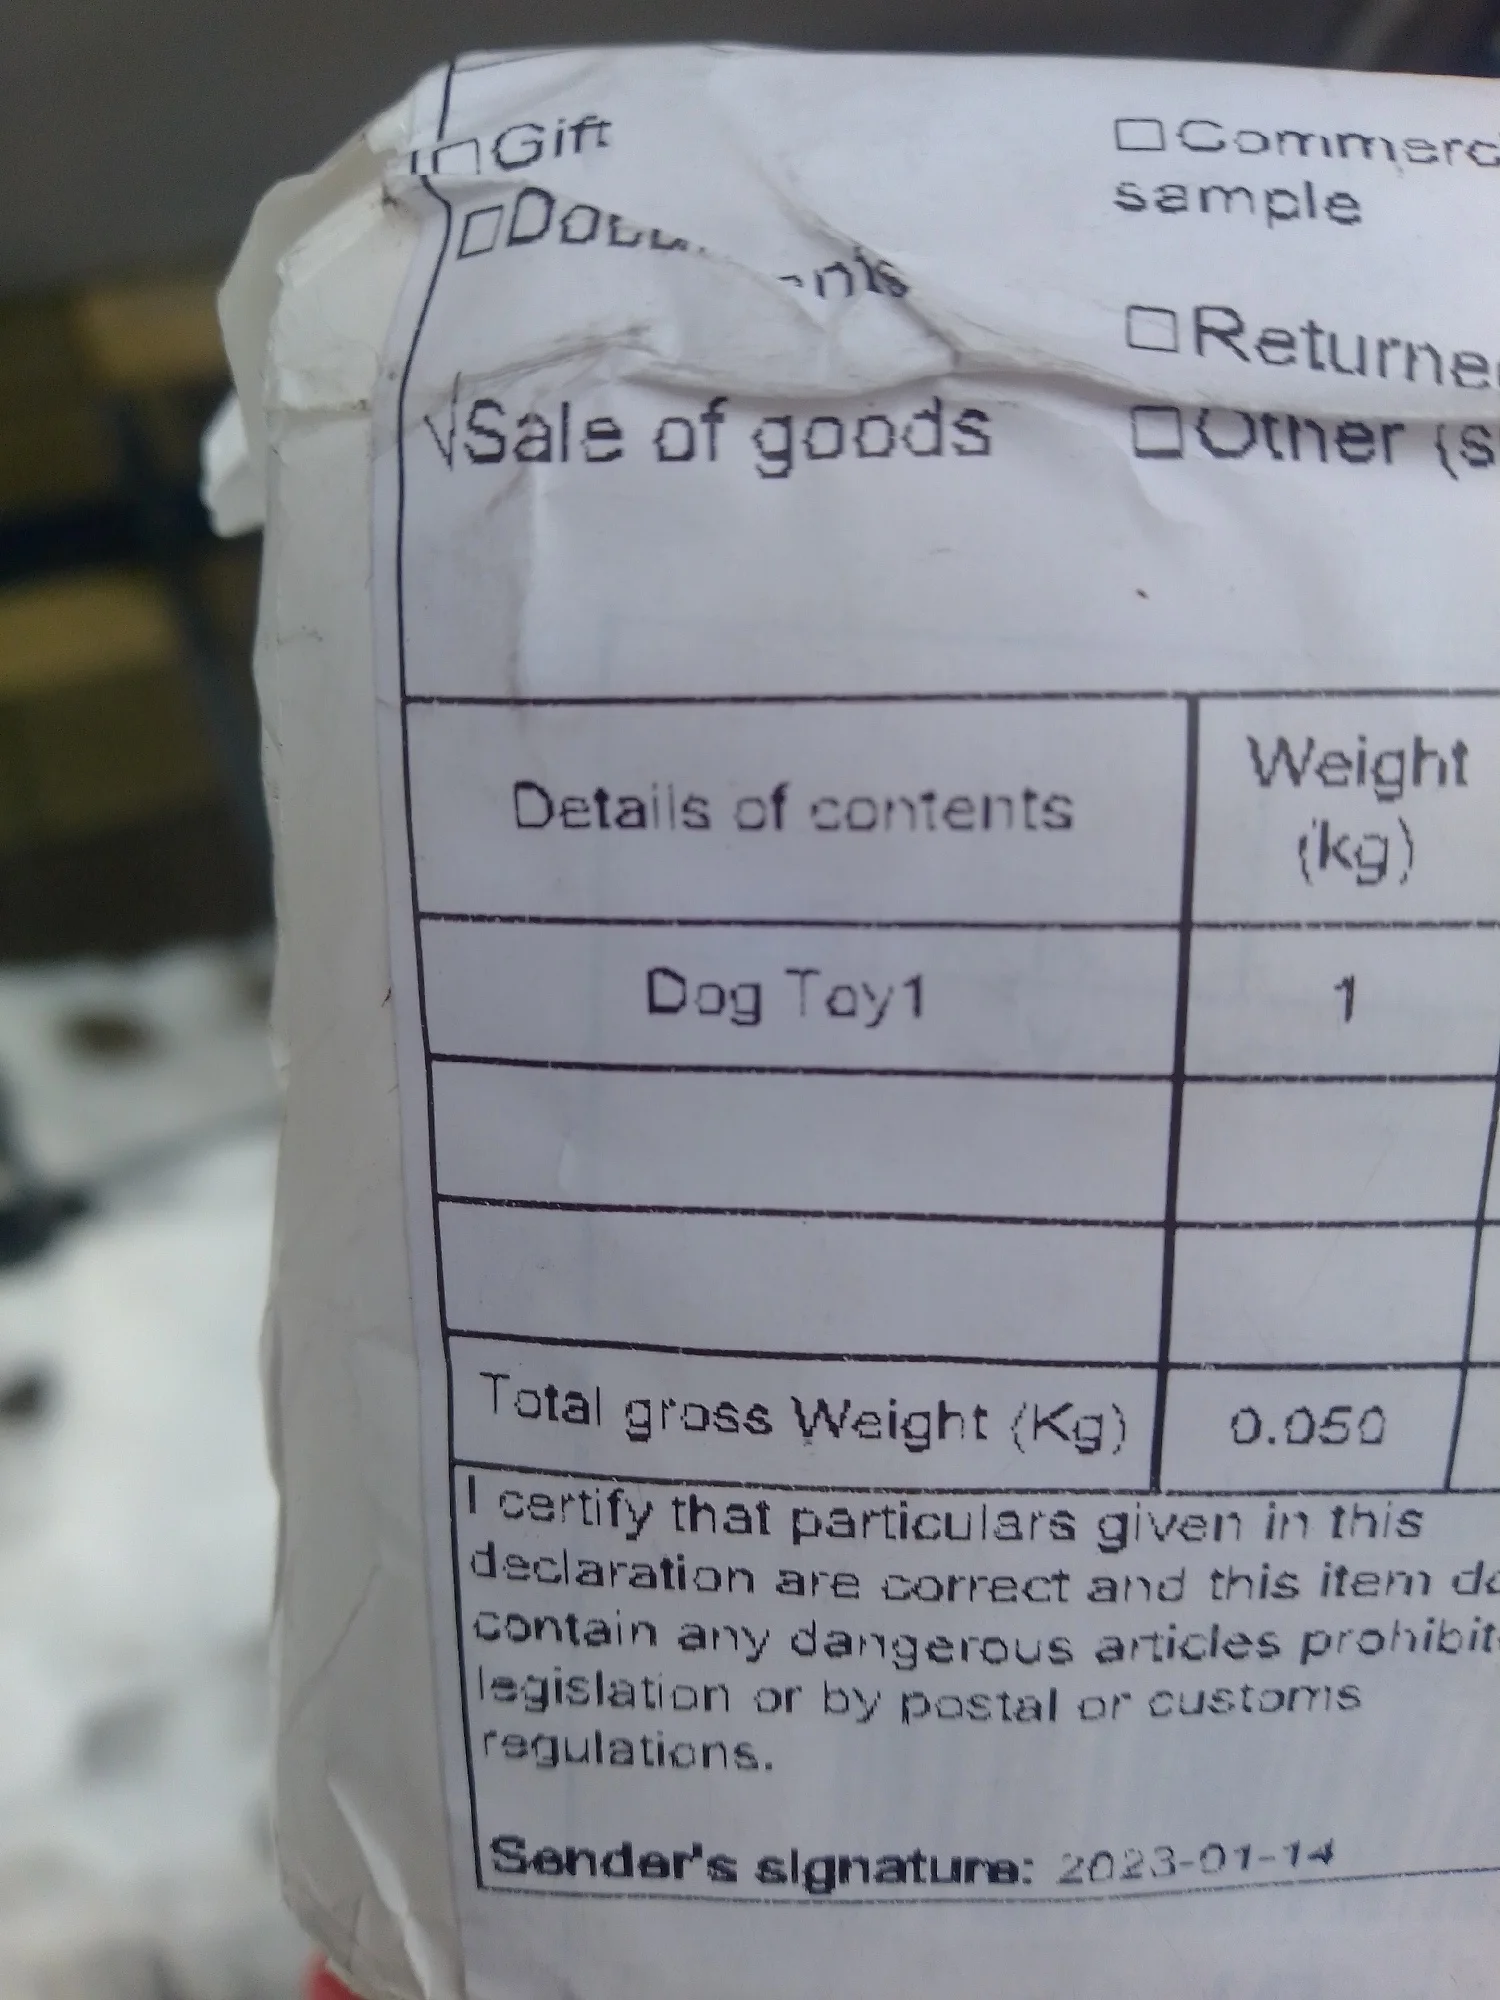 □Gift
□Commerc
sample
□Returne
√Sale of goods
□Other (s
Details of contents
Weight
(kg)
Dog Toy1
1
Total gross Weight (Kg)
0.050
I certify that particulars given in this
declaration are correct and this item do
contain any dangerous articles prohibit
legislation or by postal or customs
regulations.
Sender's signature: 2023-01-14